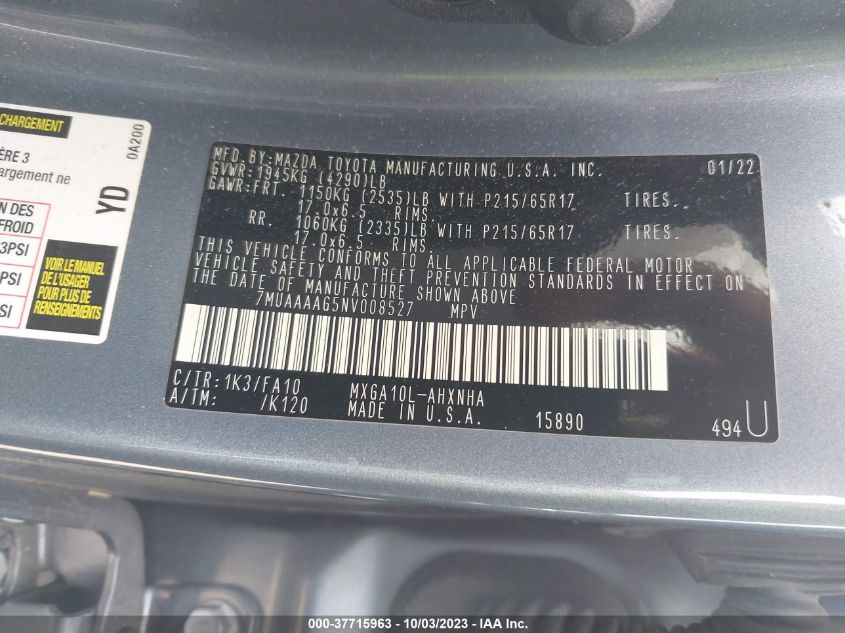 CHARGEMENT
ÈRE 3
argement ne
N DES
FROID
3PSI
PSI
SI
VOIR LE MANUEL
DE L'USAGER
POUR PLUS DE
RENSEIGNEMENTS
YD
0A200
MFD.BY:MAZDA TOYOTA MANUFACTURING U.S.A. INC. 01/22
GVWR:1945KG (4290)LB
GAWR:FRT. 1150KG (2535)LB WITH P215/65R17 TIRES.
17.0x6.5 RIMS.
RR. 1060KG (2335)LB WITH P215/65R17 TIRES.
17.0x6.5 RIMS.
THIS VEHICLE CONFORMS TO ALL APPLICABLE FEDERAL MOTOR
VEHICLE SAFETY AND THEFT PREVENTION STANDARDS IN EFFECT ON
THE DATE OF MANUFACTURE SHOWN ABOVE.
7MUAAAAG5NV008527 MPV
C/TR:1K3/FA10 MXGA10L-AHXNHA
A/TM: /K120 MADE IN U.S.A. 15890 494 U
000-37715963 - 10/03/2023 - IAA Inc.